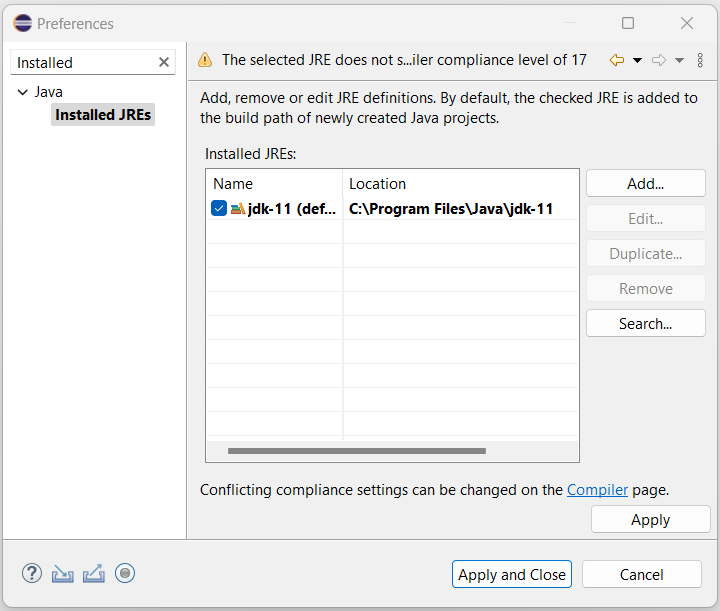 Preferences
Installed
The selected JRE does not s...iler compliance level of 17
Java
Installed JREs
Add, remove or edit JRE definitions. By default, the checked JRE is added to
the build path of newly created Java projects.
Installed JREs:
Name Location
jdk-11 (def... C:\Program Files\Java\jdk-11
Add...
Edit...
Duplicate...
Remove
Search...
Conflicting compliance settings can be changed on the Compiler page.
Apply
Apply and Close Cancel